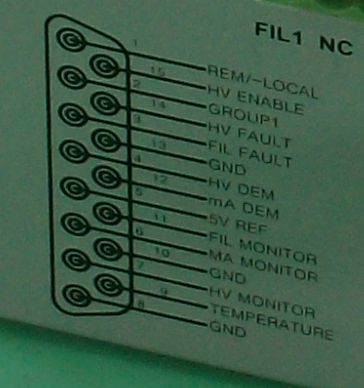 FIL1 NC
1 REM/-LOCAL
15 HV ENABLE
2 GROUP1
14 HV FAULT
3 FIL FAULT
13 GND
4 HV DEM
12 mA DEM
5 5V REF
11 FIL MONITOR
6 MA MONITOR
10 GND
7 HV MONITOR
9 TEMPERATURE
8 GND